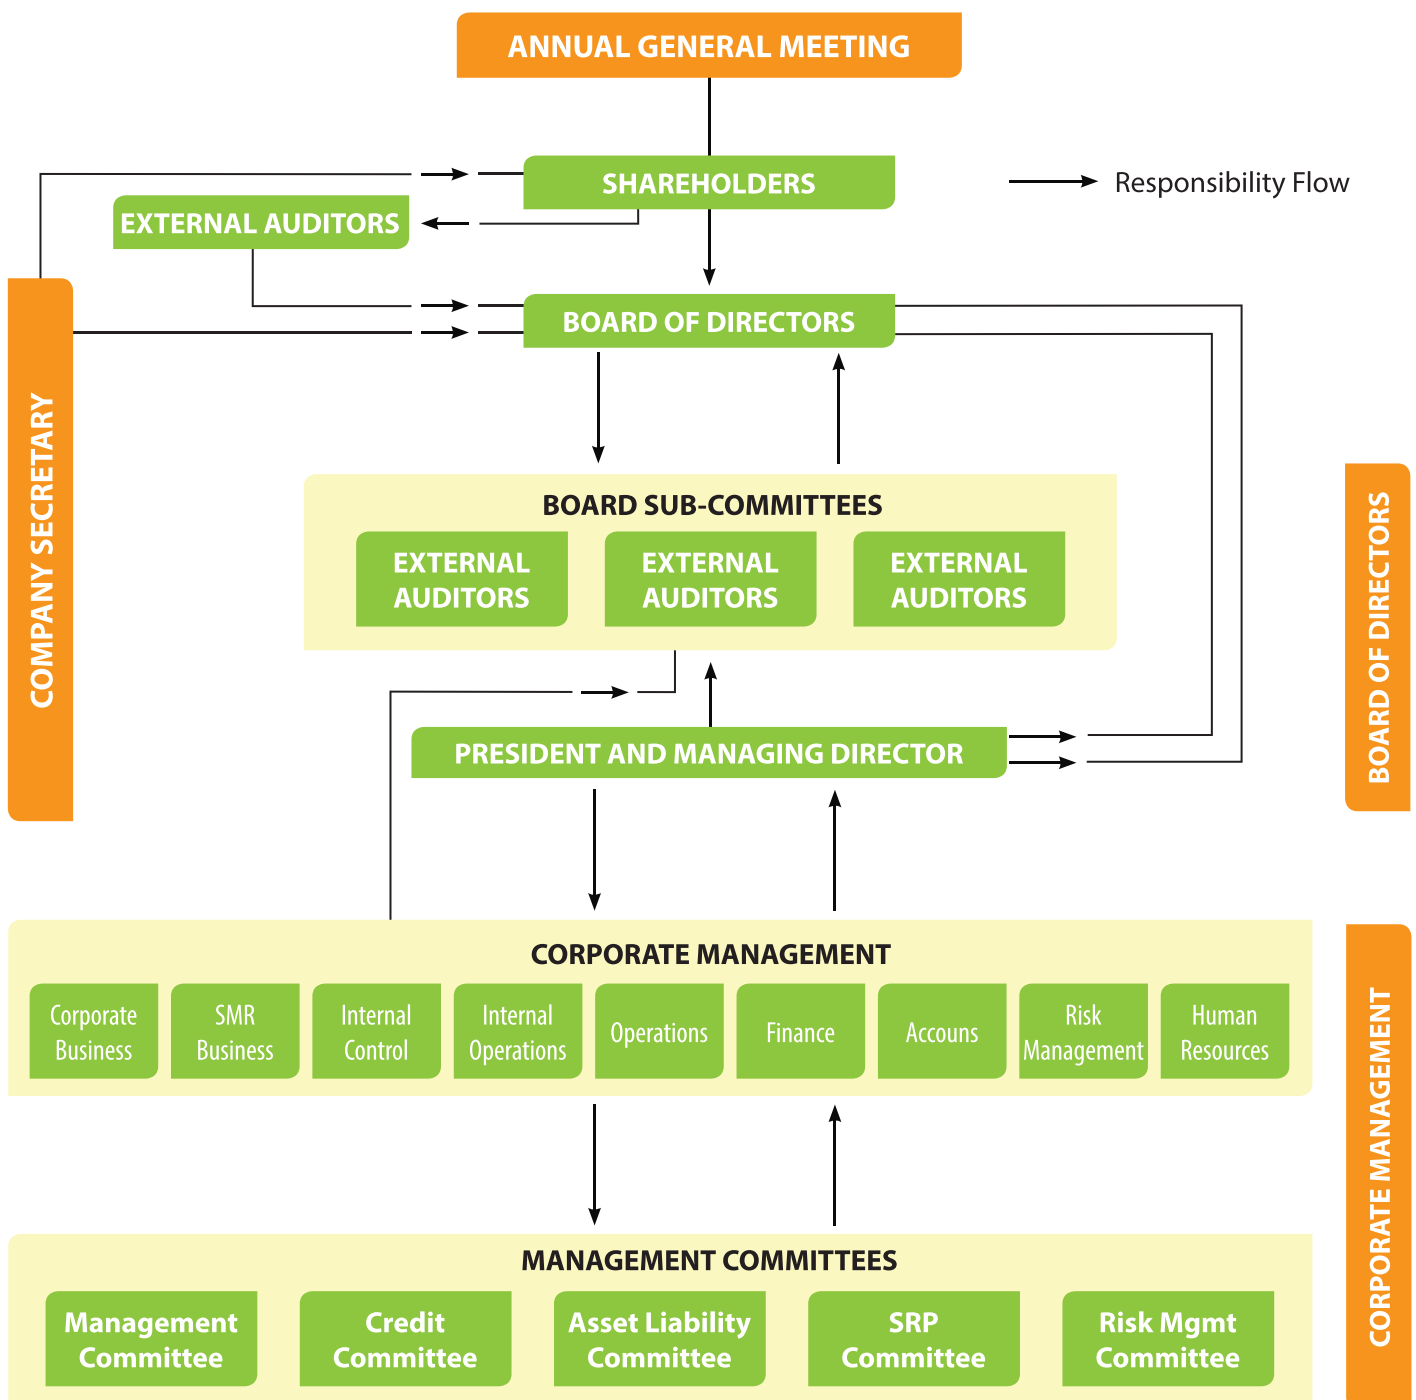 ANNUAL GENERAL MEETING
SHAREHOLDERS
Responsibility Flow
EXTERNAL AUDITORS
BOARD OF DIRECTORS
COMPANY SECRETARY
BOARD SUB-COMMITTEES
EXTERNAL
AUDITORS
EXTERNAL
AUDITORS
EXTERNAL
AUDITORS
BOARD OF DIRECTORS
PRESIDENT AND MANAGING DIRECTOR
CORPORATE MANAGEMENT
Corporate
Business
SMR
Business
Internal
Control
Internal
Operations
Operations
Finance
Accouns
Risk
Management
Human
Resources
CORPORATE MANAGEMENT
MANAGEMENT COMMITTEES
Management
Committee
Credit
Committee
Asset Liability
Committee
SRP
Committee
Risk Mgmt
Committee